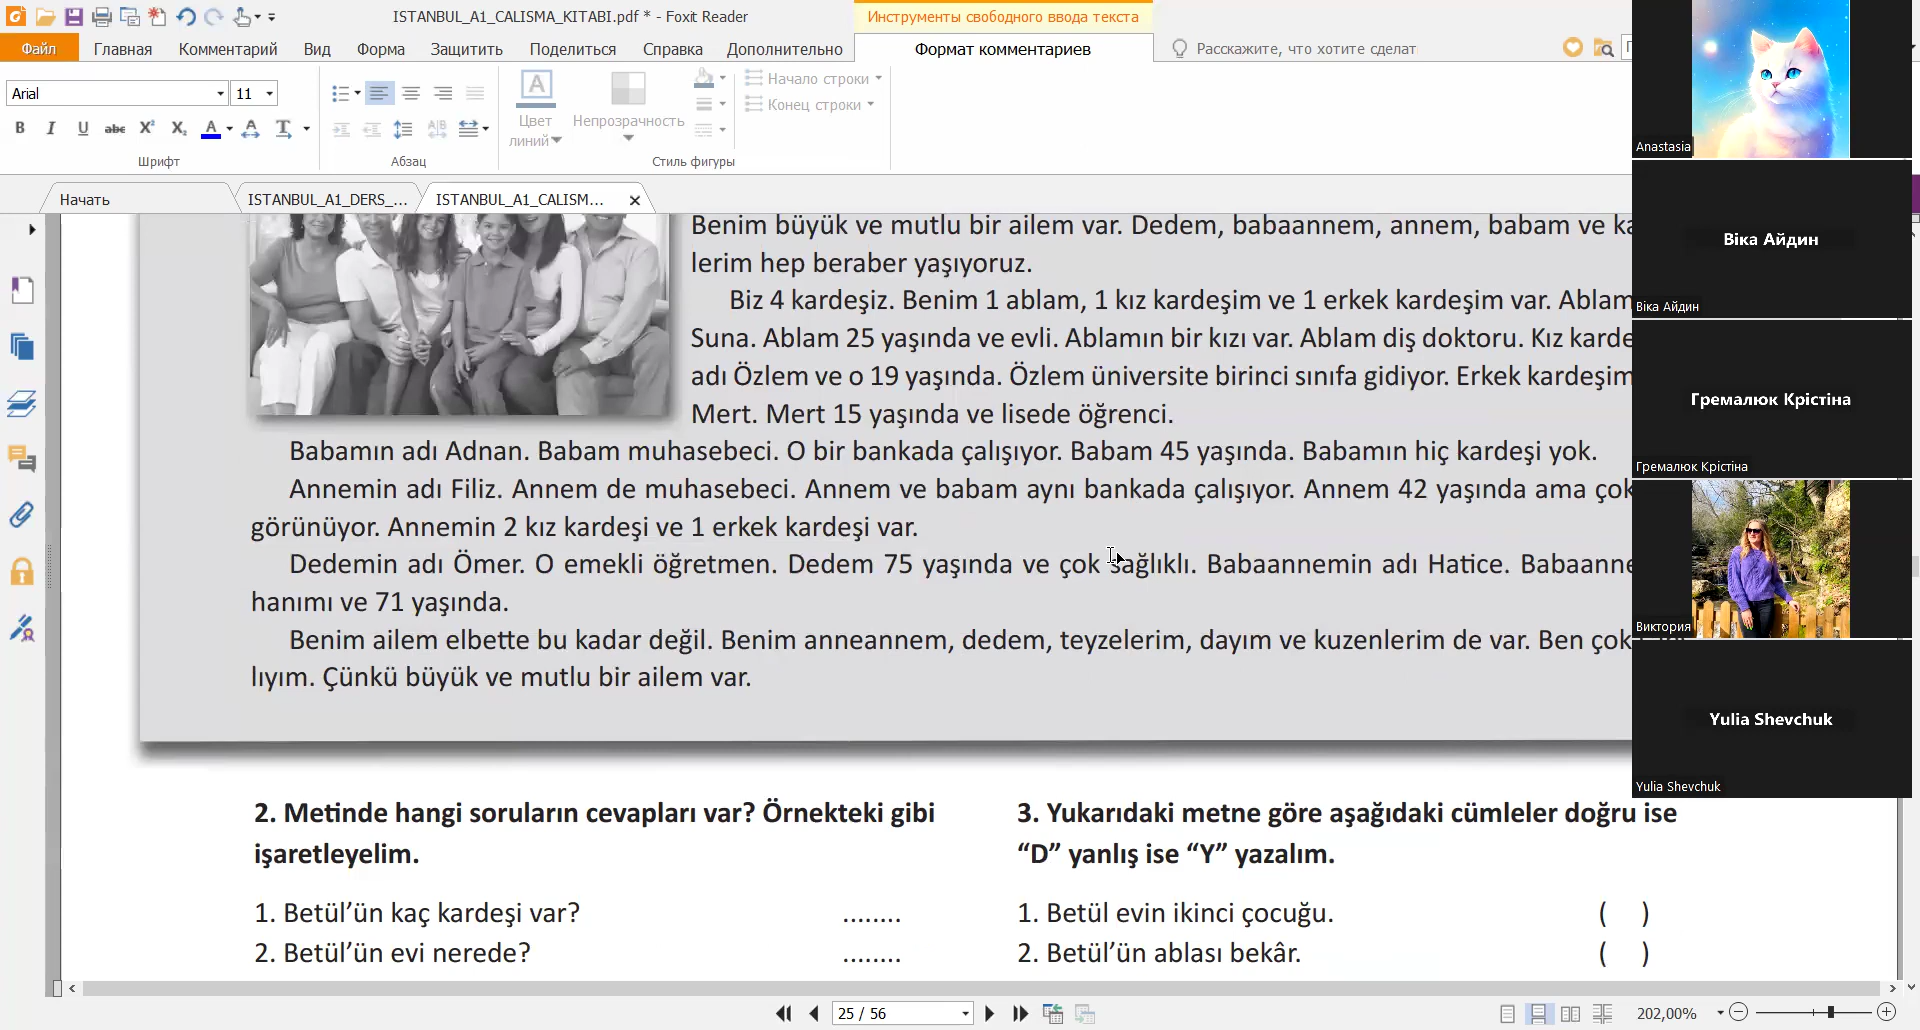 ISTANBUL_A1_CALISMA_KITABI.pdf * - Foxit Reader
Инструменты свободного ввода текста
Файл
Главная
Комментарий
Вид
Форма
Защитить
Поделиться
Справка
Дополнительно
Формат комментариев
Расскажите, что хотите сделат
Arial
11
Цвет линий
Непрозрачность
Начало строки
Конец строки
Шрифт
Абзац
Стиль фигуры
Начать
ISTANBUL_A1_DERS_...
ISTANBUL_A1_CALISM...
Benim büyük ve mutlu bir ailem var. Dedem, babaannem, annem, babam ve ka
lerim hep beraber yaşıyoruz.
Biz 4 kardeşiz. Benim 1 ablam, 1 kız kardeşim ve 1 erkek kardeşim var. Ablam
Suna. Ablam 25 yaşında ve evli. Ablamın bir kızı var. Ablam diş doktoru. Kız karde
adı Özlem ve o 19 yaşında. Özlem üniversite birinci sınıfa gidiyor. Erkek kardeşim
Mert. Mert 15 yaşında ve lisede öğrenci.
Babamın adı Adnan. Babam muhasebeci. O bir bankada çalışıyor. Babam 45 yaşında. Babamın hiç kardeşi yok.
Annemin adı Filiz. Annem de muhasebeci. Annem ve babam aynı bankada çalışıyor. Annem 42 yaşında ama çok
görünüyor. Annemin 2 kız kardeşi ve 1 erkek kardeşi var.
Dedemin adı Ömer. O emekli öğretmen. Dedem 75 yaşında ve çok sağlıklı. Babaannemin adı Hatice. Babaanne
hanımı ve 71 yaşında.
Benim ailem elbette bu kadar değil. Benim anneannem, dedem, teyzelerim, dayım ve kuzenlerim de var. Ben çok
lıyım. Çünkü büyük ve mutlu bir ailem var.
2. Metinde hangi soruların cevapları var? Örnekteki gibi
işaretleyelim.
1. Betül’ün kaç kardeşi var? ........
2. Betül’ün evi nerede? ........
3. Yukarıdaki metne göre aşağıdaki cümleler doğru ise
“D” yanlış ise “Y” yazalım.
1. Betül evin ikinci çocuğu. ( )
2. Betül’ün ablası bekâr. ( )
25 / 56
202,00%
Anastasia
Віка Айдин
Віка Айдин
Гремалюк Крістіна
Гремалюк Крістіна
Виктория
Yulia Shevchuk
Yulia Shevchuk